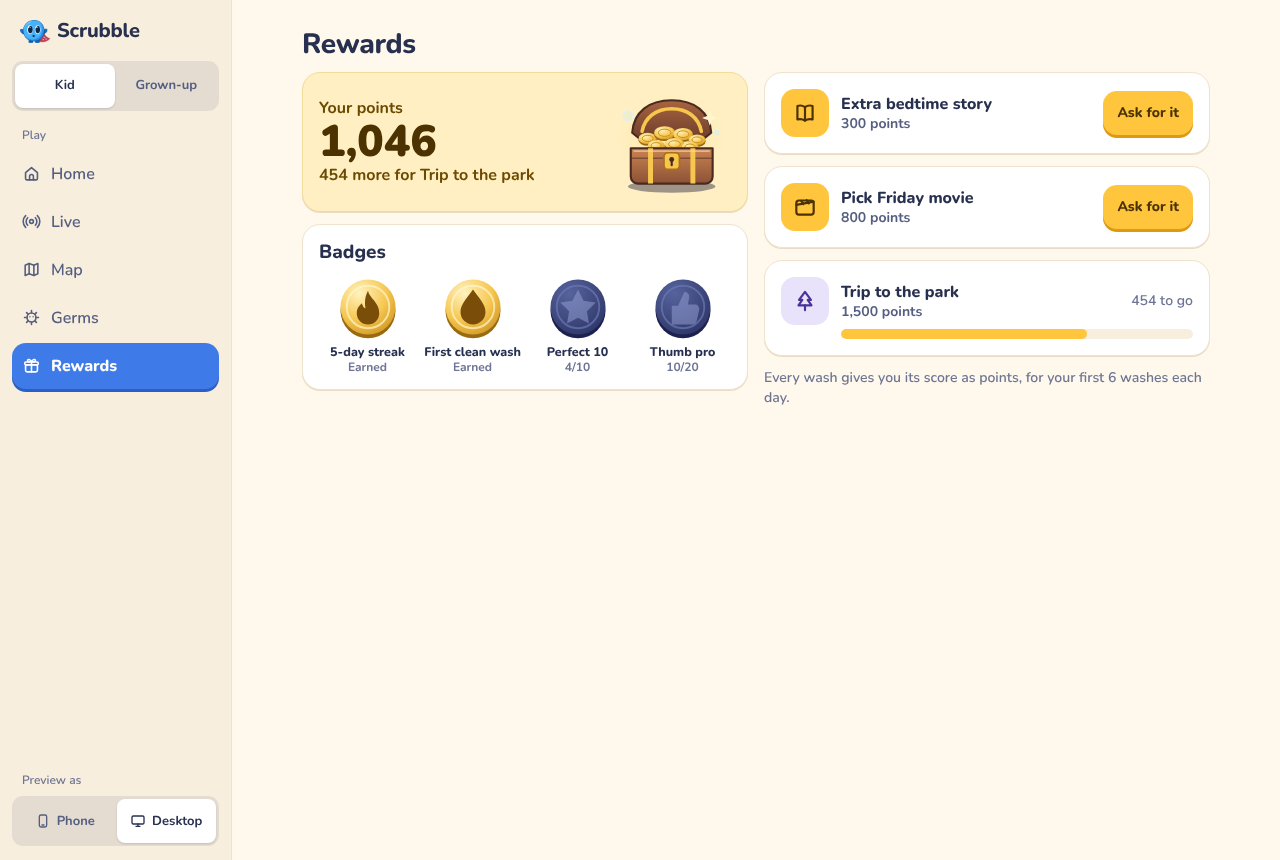 Scrubble
Kid
Grown-up
Play
Home
Live
Map
Germs
Rewards
Preview as
Phone
Desktop
Rewards
Your points
1,046
454 more for Trip to the park
Badges
5-day streak
Earned
First clean wash
Earned
Perfect 10
4/10
Thumb pro
10/20
Extra bedtime story
300 points
Ask for it
Pick Friday movie
800 points
Ask for it
Trip to the park
1,500 points
454 to go
Every wash gives you its score as points, for your first 6 washes each
day.